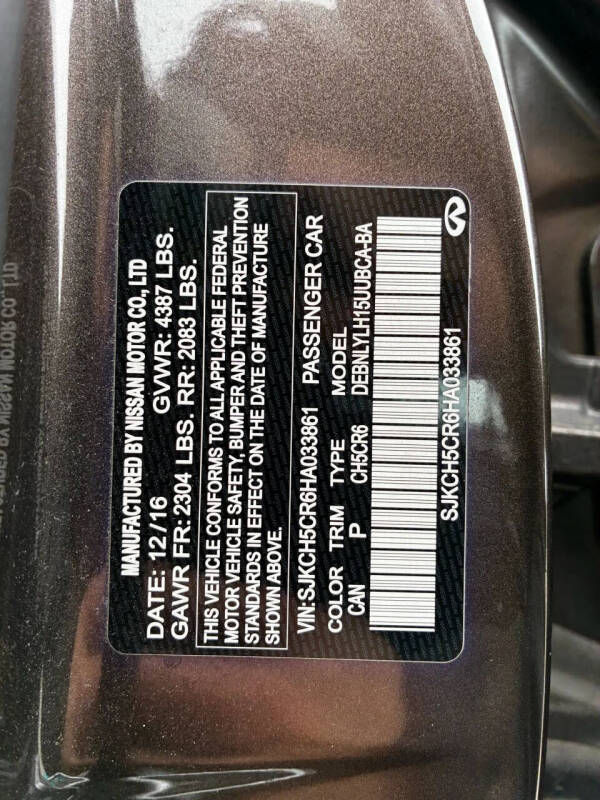 MANUFACTURED BY NISSAN MOTOR CO., LTD
DATE: 12/16 GVWR: 4387 LBS.
GAWR FR: 2304 LBS. RR: 2083 LBS.
THIS VEHICLE CONFORMS TO ALL APPLICABLE FEDERAL
MOTOR VEHICLE SAFETY, BUMPER AND THEFT PREVENTION
STANDARDS IN EFFECT ON THE DATE OF MANUFACTURE
SHOWN ABOVE.
VIN: SJKCH5CR6HA033861 PASSENGER CAR
COLOR TRIM TYPE MODEL
CAN P CH5CR6 DEBNLYLH15UUBCA-BA
SJKCH5CR6HA033861